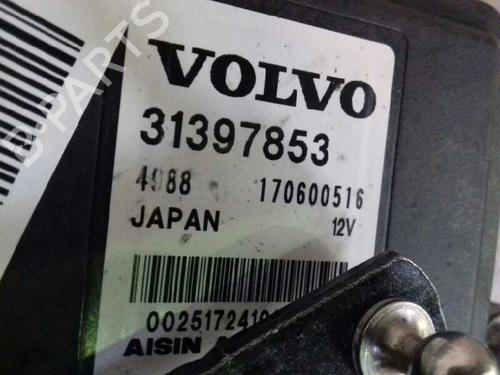 B-PARTS
VOLVO
31397853
4988 170600516
JAPAN 12V
AISIN